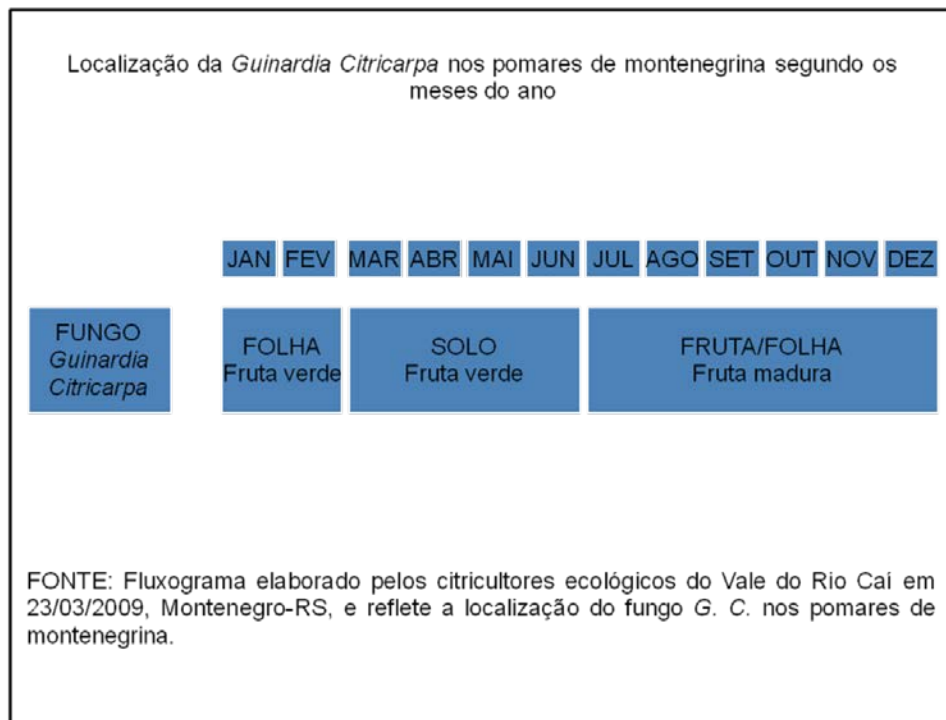 Localização da Guinardia Citricarpa nos pomares de montenegrina segundo os
meses do ano
JAN FEV MAR ABR MAI JUN JUL AGO SET OUT NOV DEZ
FUNGO
Guinardia
Citricarpa
FOLHA
Fruta verde
SOLO
Fruta verde
FRUTA/FOLHA
Fruta madura
FONTE: Fluxograma elaborado pelos citricultores ecológicos do Vale do Rio Caí em
23/03/2009, Montenegro-RS, e reflete a localização do fungo G. C. nos pomares de
montenegrina.